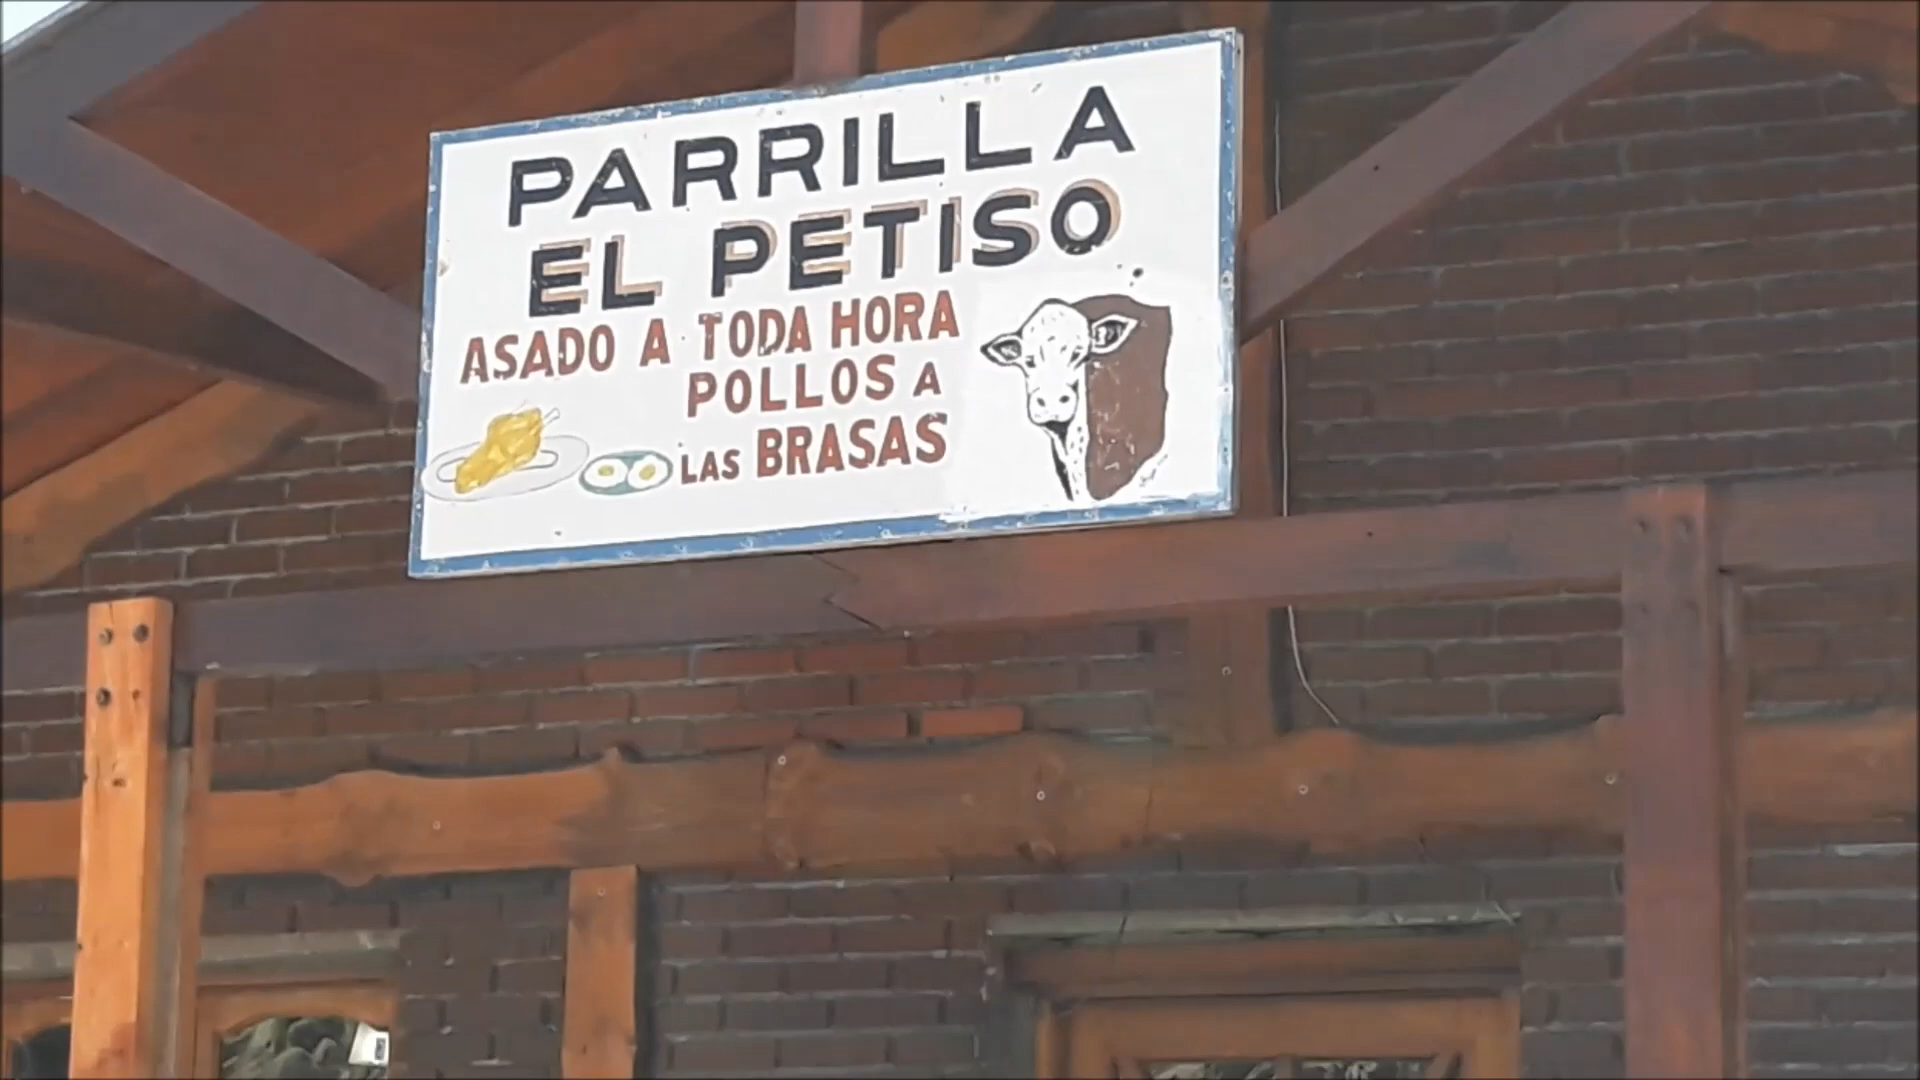 PARRILLA
EL PETISO
ASADO A TODA HORA
POLLOS A
LAS BRASAS